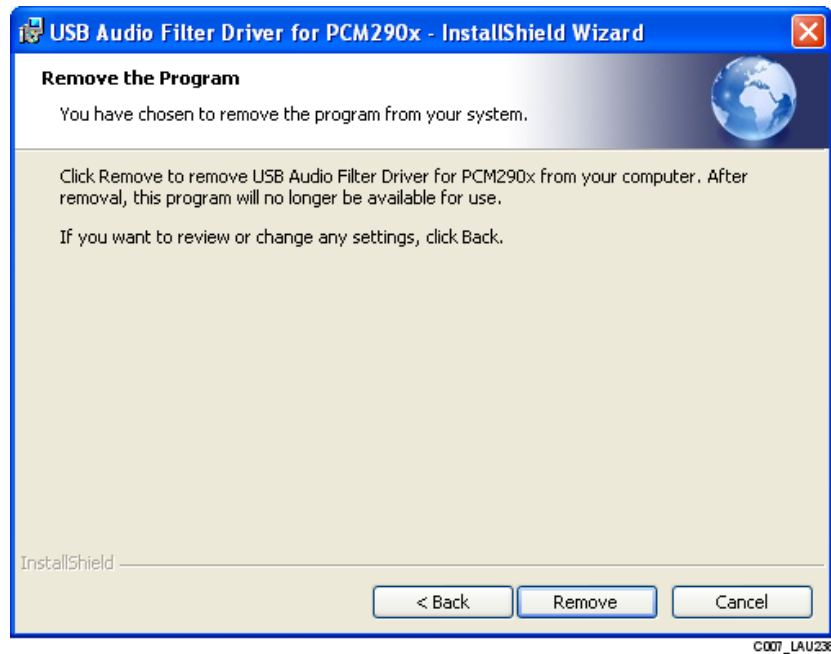 USB Audio Filter Driver for PCM290x - InstallShield Wizard
Remove the Program
You have chosen to remove the program from your system.
Click Remove to remove USB Audio Filter Driver for PCM290x from your computer. After
removal, this program will no longer be available for use.
If you want to review or change any settings, click Back.
InstallShield
< Back Remove Cancel
C007_LAU238